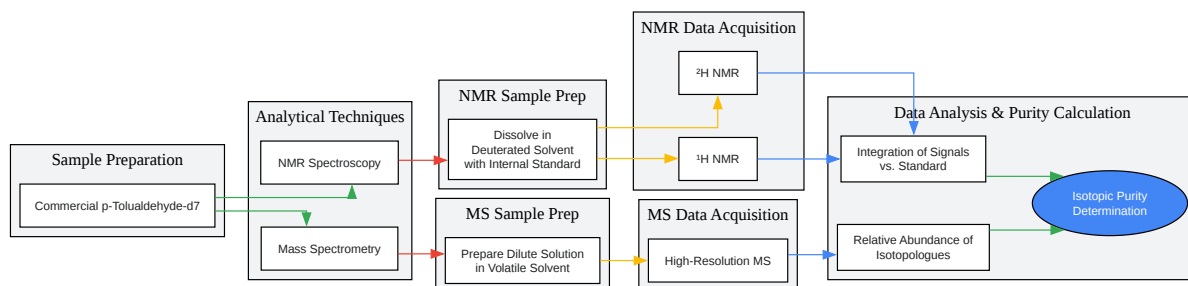 Sample Preparation
Commercial p-Tolualdehyde-d7
Analytical Techniques
NMR Spectroscopy
Mass Spectrometry
NMR Sample Prep
Dissolve in
Deuterated Solvent
with Internal Standard
MS Sample Prep
Prepare Dilute Solution
in Volatile Solvent
NMR Data Acquisition
²H NMR
¹H NMR
MS Data Acquisition
High-Resolution MS
Data Analysis & Purity Calculation
Integration of Signals
vs. Standard
Relative Abundance of
Isotopologues
Isotopic Purity
Determination